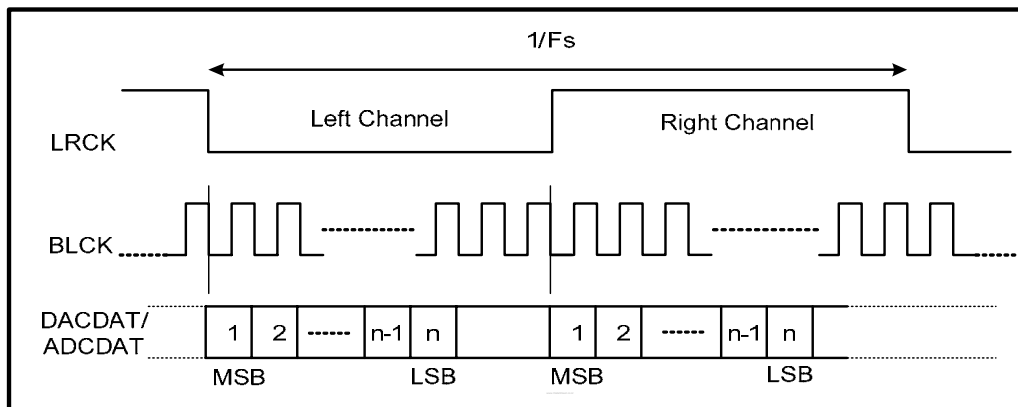 1/Fs
LRCK Left Channel Right Channel
BLCK
DACDAT/
ADCDAT
1 2 n-1 n 1 2 n-1 n
MSB LSB MSB LSB